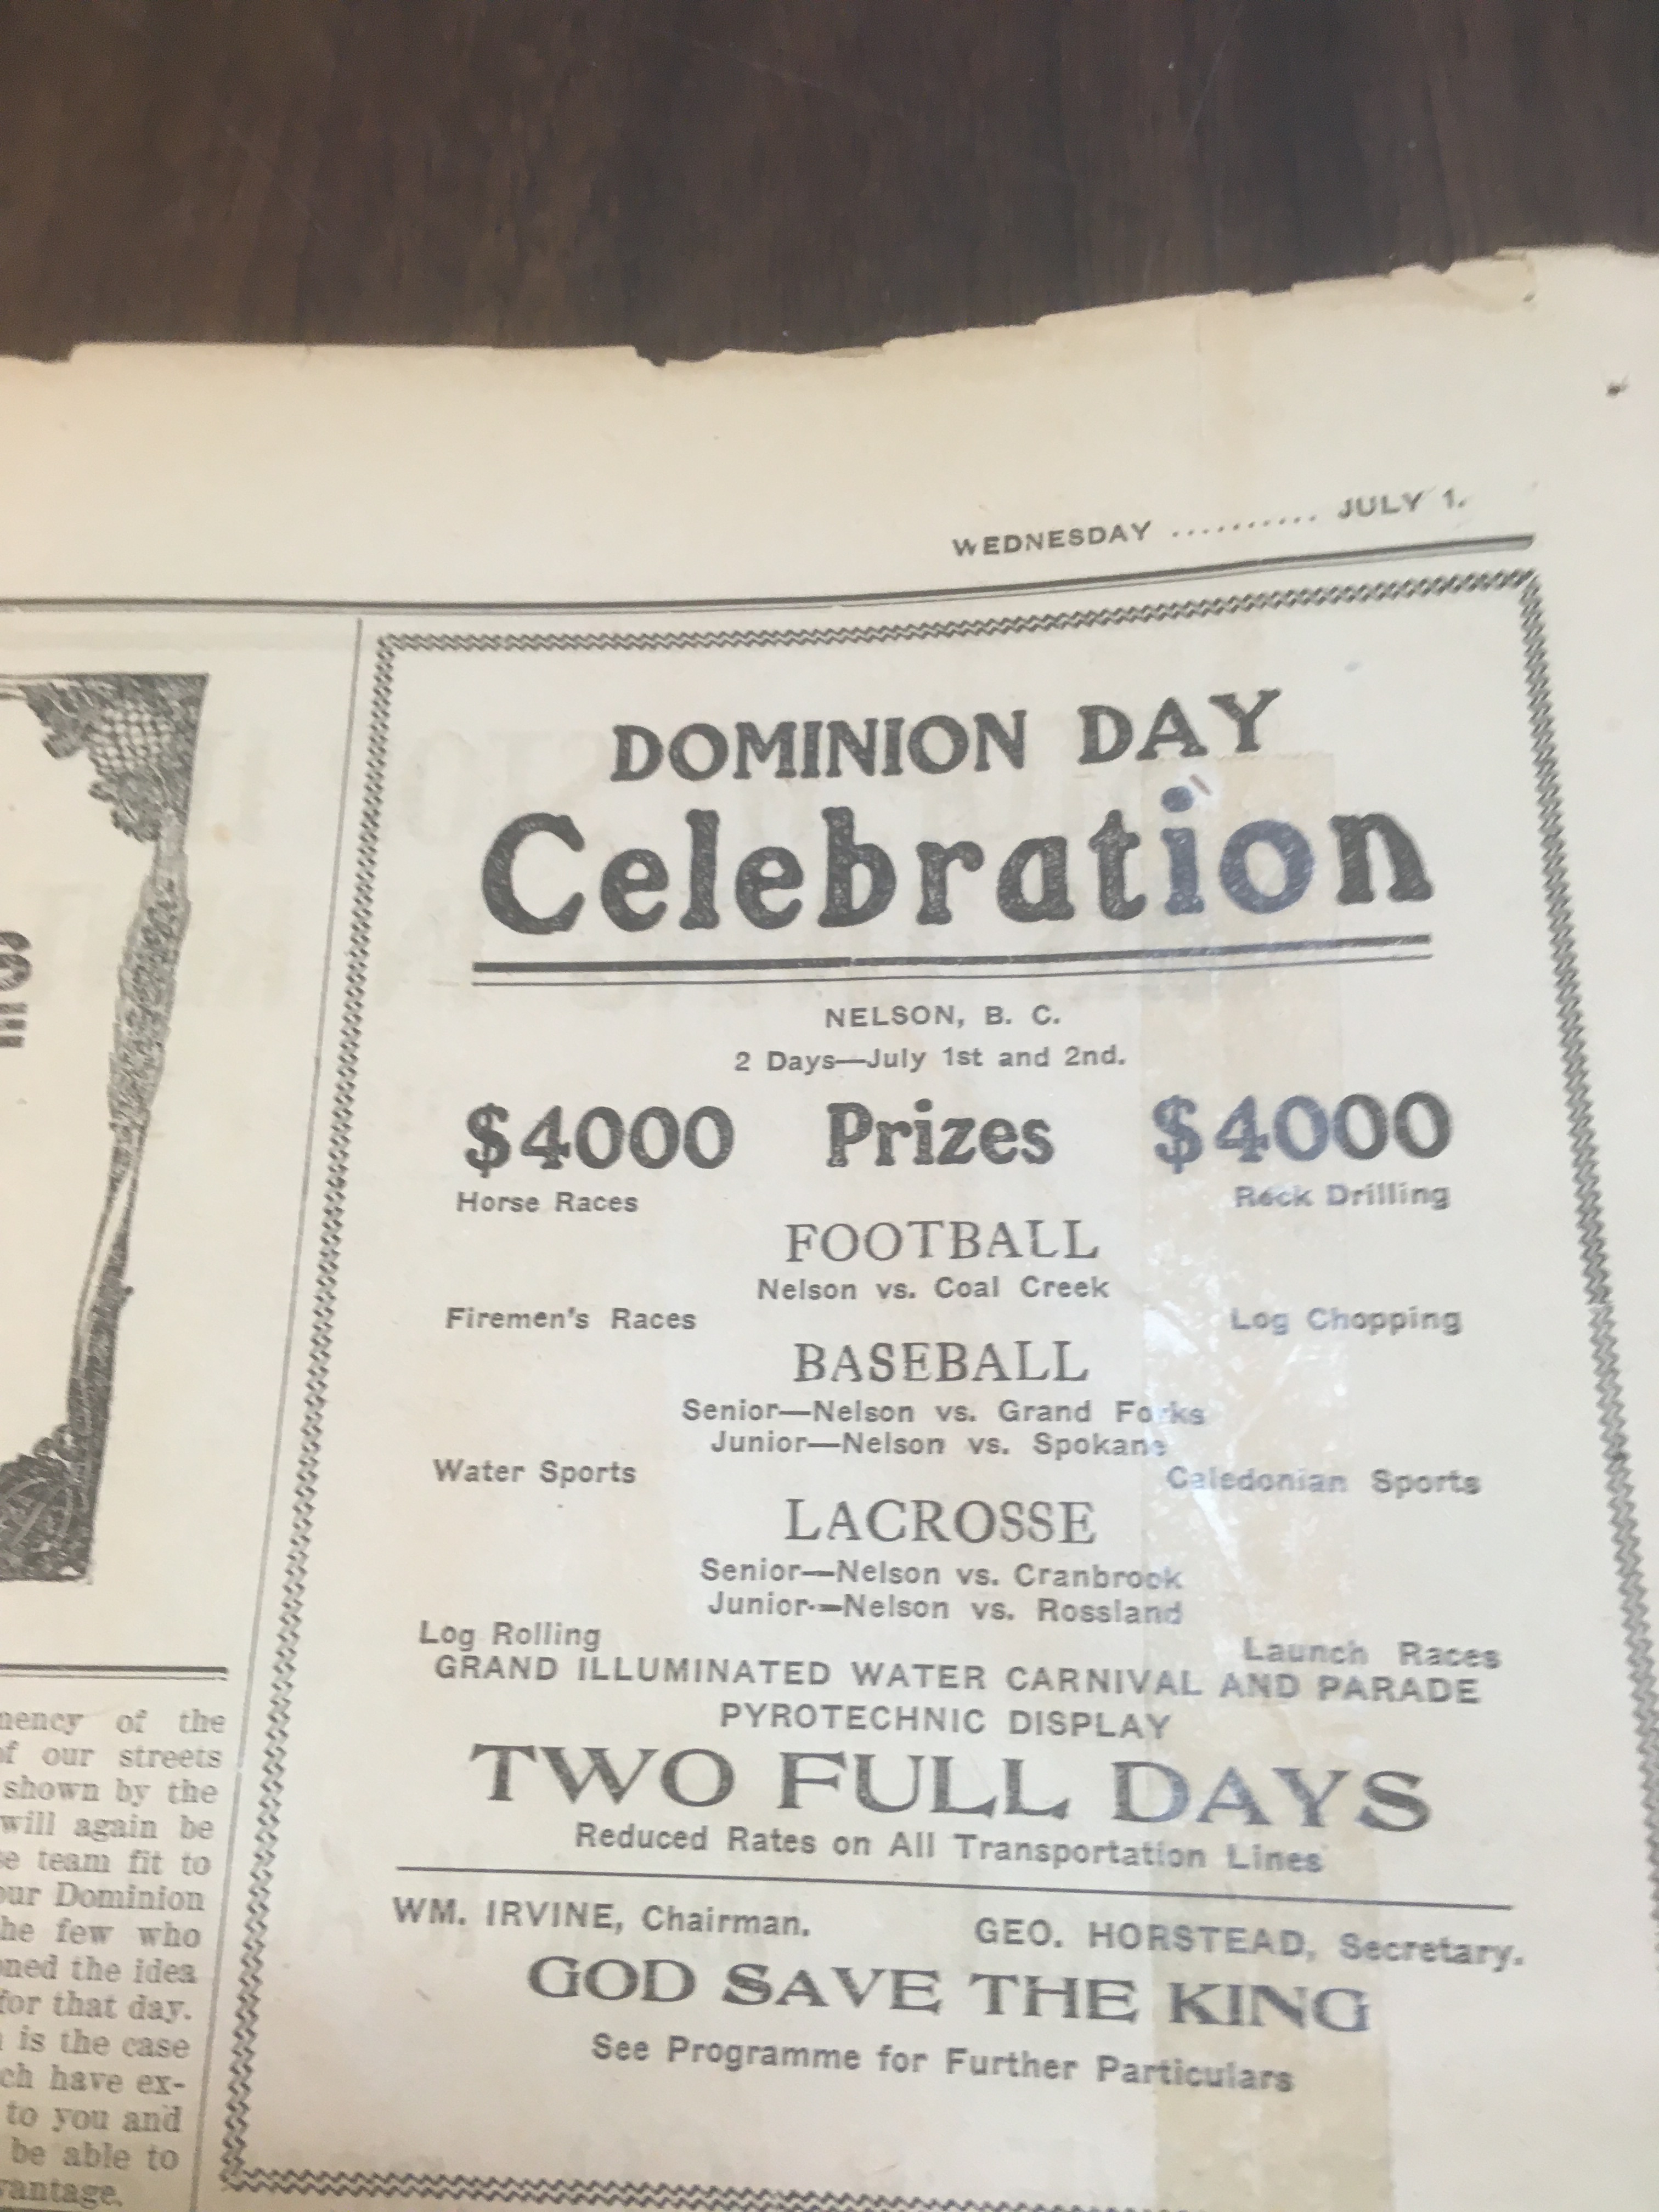 WEDNESDAY .......... JULY 1.
DOMINION DAY
Celebration
NELSON, B. C.
2 Days—July 1st and 2nd.
$4000 Prizes $4000
Horse Races Rock Drilling
FOOTBALL
Nelson vs. Coal Creek
Firemen's Races Log Chopping
BASEBALL
Senior—Nelson vs. Grand Forks
Junior—Nelson vs. Spokane
Water Sports Caledonian Sports
LACROSSE
Senior—Nelson vs. Cranbrook
Junior-—Nelson vs. Rossland
Log Rolling Launch Races
GRAND ILLUMINATED WATER CARNIVAL AND PARADE
PYROTECHNIC DISPLAY
TWO FULL DAYS
Reduced Rates on All Transportation Lines
WM. IRVINE, Chairman. GEO. HORSTEAD, Secretary.
GOD SAVE THE KING
See Programme for Further Particulars
of the
of our streets
shown by the
will again be
team fit to
our Dominion
the few who
the idea
for that day.
is the case
have ex-
to you and
be able to